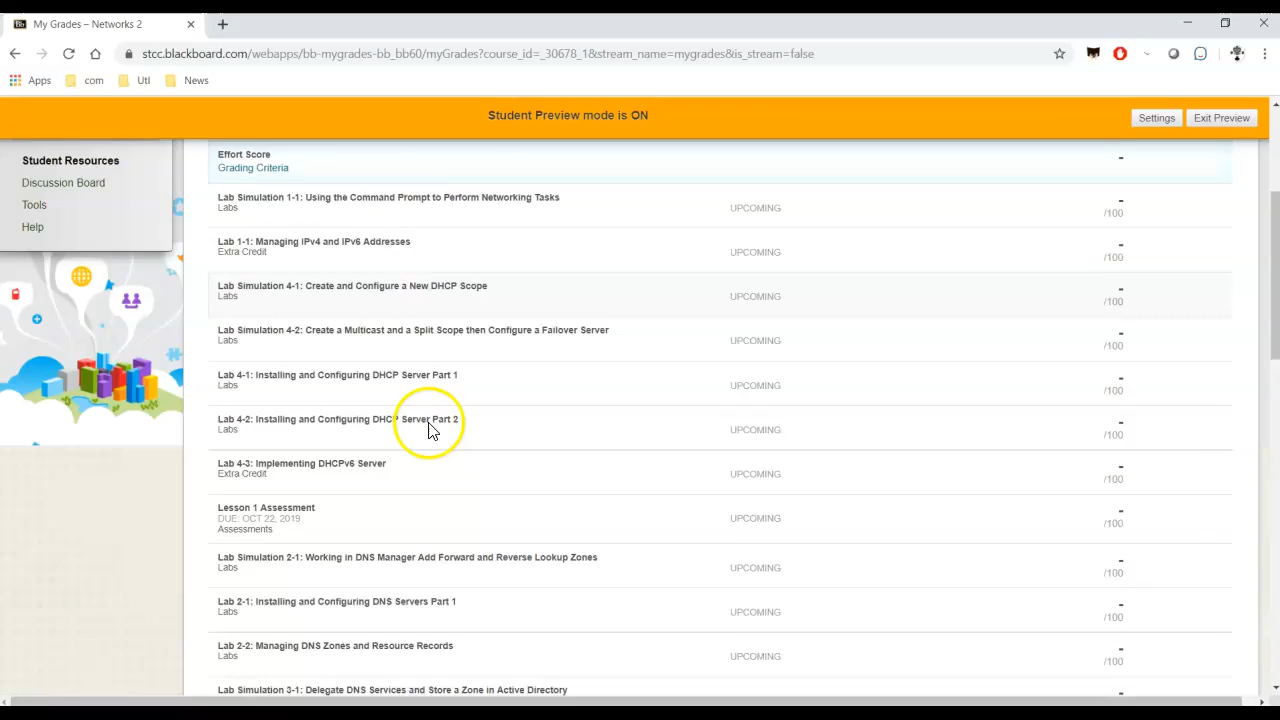 My Grades – Networks 2
stcc.blackboard.com/webapps/bb-mygrades-bb_bb60/myGrades?course_id=_30678_1&stream_name=mygrades&is_stream=false
Apps com Utl News
Student Preview mode is ON
Settings Exit Preview
Student Resources
Discussion Board
Tools
Help
Effort Score
Grading Criteria
-
Lab Simulation 1-1: Using the Command Prompt to Perform Networking Tasks
Labs
UPCOMING
-
/100
Lab 1-1: Managing IPv4 and IPv6 Addresses
Extra Credit
UPCOMING
-
/100
Lab Simulation 4-1: Create and Configure a New DHCP Scope
Labs
UPCOMING
-
/100
Lab Simulation 4-2: Create a Multicast and a Split Scope then Configure a Failover Server
Labs
UPCOMING
-
/100
Lab 4-1: Installing and Configuring DHCP Server Part 1
Labs
UPCOMING
-
/100
Lab 4-2: Installing and Configuring DHCP Server Part 2
Labs
UPCOMING
-
/100
Lab 4-3: Implementing DHCPv6 Server
Extra Credit
UPCOMING
-
/100
Lesson 1 Assessment
DUE: OCT 22, 2019
Assessments
UPCOMING
-
/100
Lab Simulation 2-1: Working in DNS Manager Add Forward and Reverse Lookup Zones
Labs
UPCOMING
-
/100
Lab 2-1: Installing and Configuring DNS Servers Part 1
Labs
UPCOMING
-
/100
Lab 2-2: Managing DNS Zones and Resource Records
Labs
UPCOMING
-
/100
Lab Simulation 3-1: Delegate DNS Services and Store a Zone in Active Directory
-